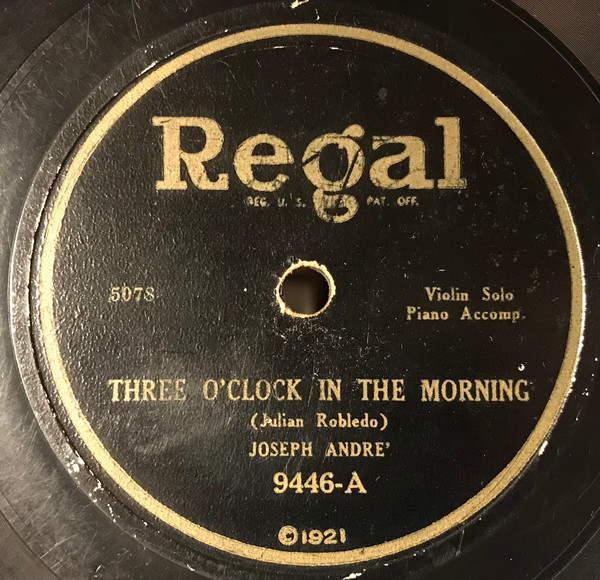 Regal
REG. U. S. PAT. OFF.
5078
Violin Solo
Piano Accomp.
THREE O'CLOCK IN THE MORNING
(Julian Robledo)
JOSEPH ANDRE'
9446-A
©1921